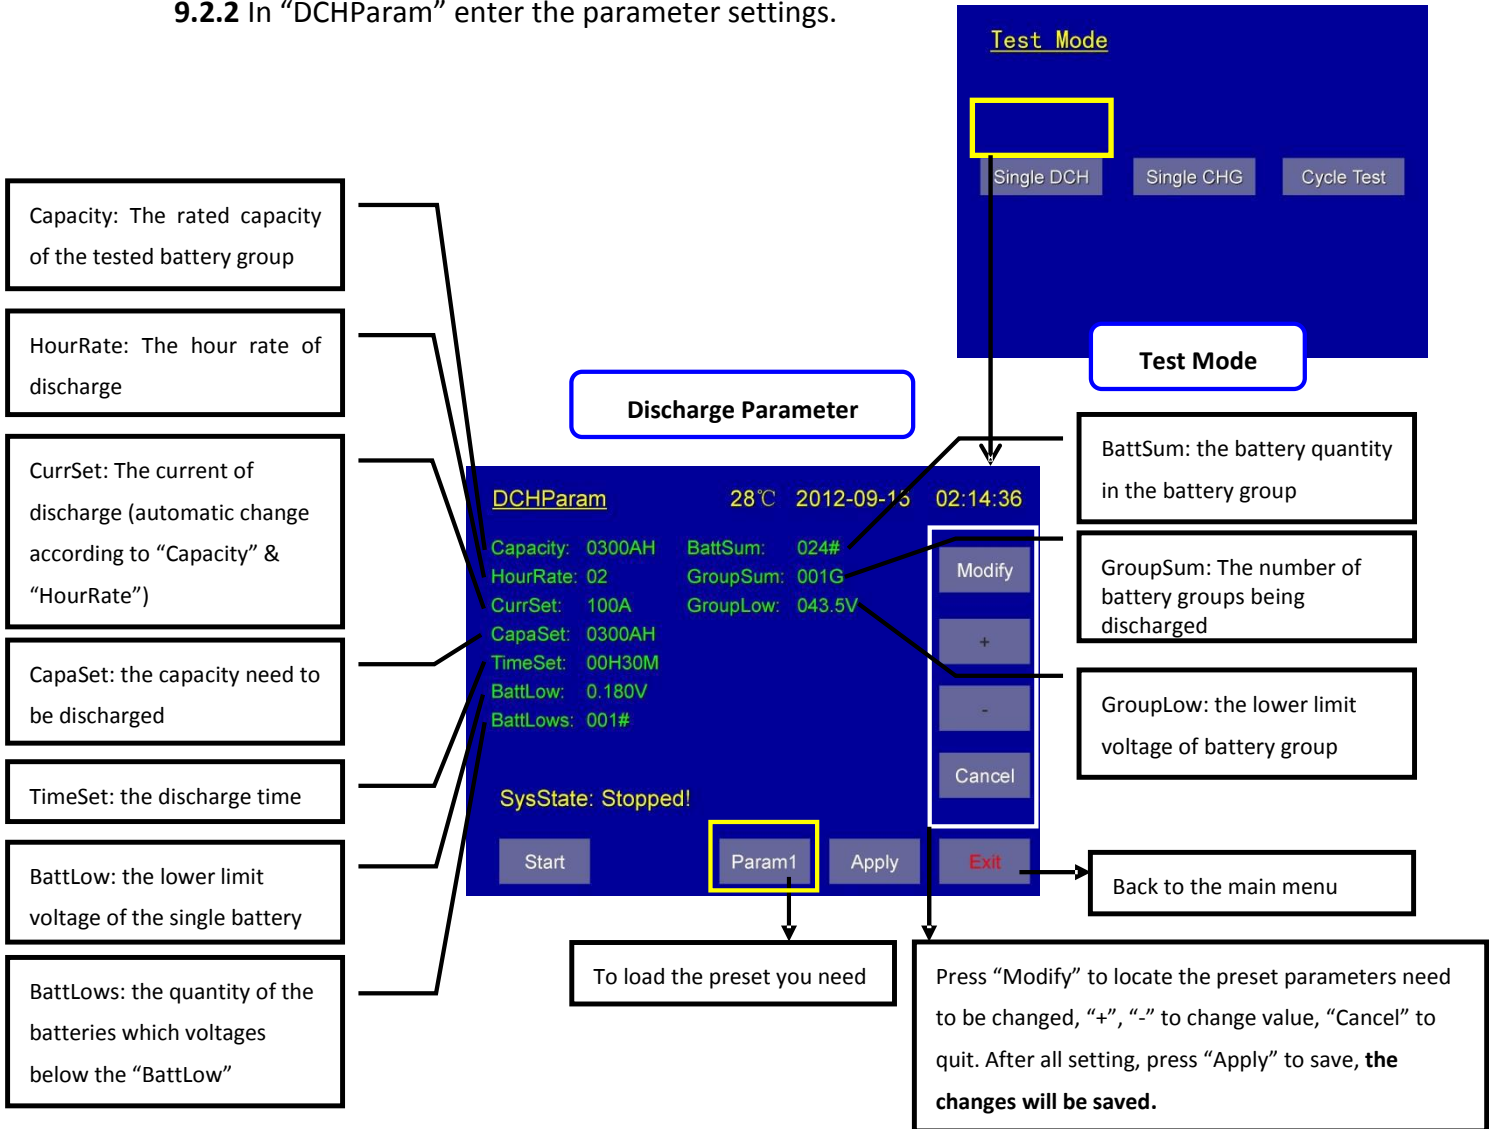 9.2.2 In “DCHParam” enter the parameter settings.
Test Mode
Single DCH
Single CHG
Cycle Test
Test Mode
Capacity: The rated capacity
of the tested battery group
HourRate: The hour rate of
discharge
CurrSet: The current of
discharge (automatic change
according to “Capacity” &
“HourRate”)
CapaSet: the capacity need to
be discharged
TimeSet: the discharge time
BattLow: the lower limit
voltage of the single battery
BattLows: the quantity of the
batteries which voltages
below the “BattLow”
Discharge Parameter
DCHParam 28℃ 2012-09-15 02:14:36
Capacity: 0300AH BattSum: 024#
HourRate: 02 GroupSum: 001G
CurrSet: 100A GroupLow: 043.5V
CapaSet: 0300AH
TimeSet: 00H30M
BattLow: 0.180V
BattLows: 001#
SysState: Stopped!
Modify
+
-
Cancel
Start
Param1
Apply
Exit
BattSum: the battery quantity
in the battery group
GroupSum: The number of
battery groups being
discharged
GroupLow: the lower limit
voltage of battery group
Back to the main menu
To load the preset you need
Press “Modify” to locate the preset parameters need
to be changed, “+”, “-” to change value, “Cancel” to
quit. After all setting, press “Apply” to save, the
changes will be saved.